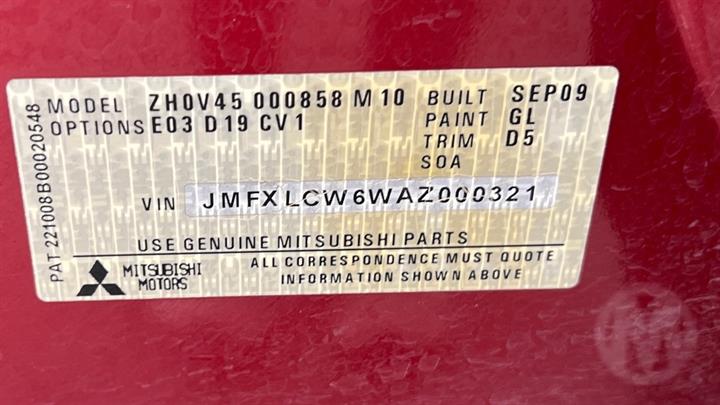 PAT 221008B00020548
MODEL ZH0V45 000858 M10 BUILT SEP09
OPTIONS E03 D19 CV1 PAINT GL
TRIM D5
SOA
VIN JMFXLCW6WAZ000321
USE GENUINE MITSUBISHI PARTS
MITSUBISHI MOTORS
ALL CORRESPONDENCE MUST QUOTE
INFORMATION SHOWN ABOVE